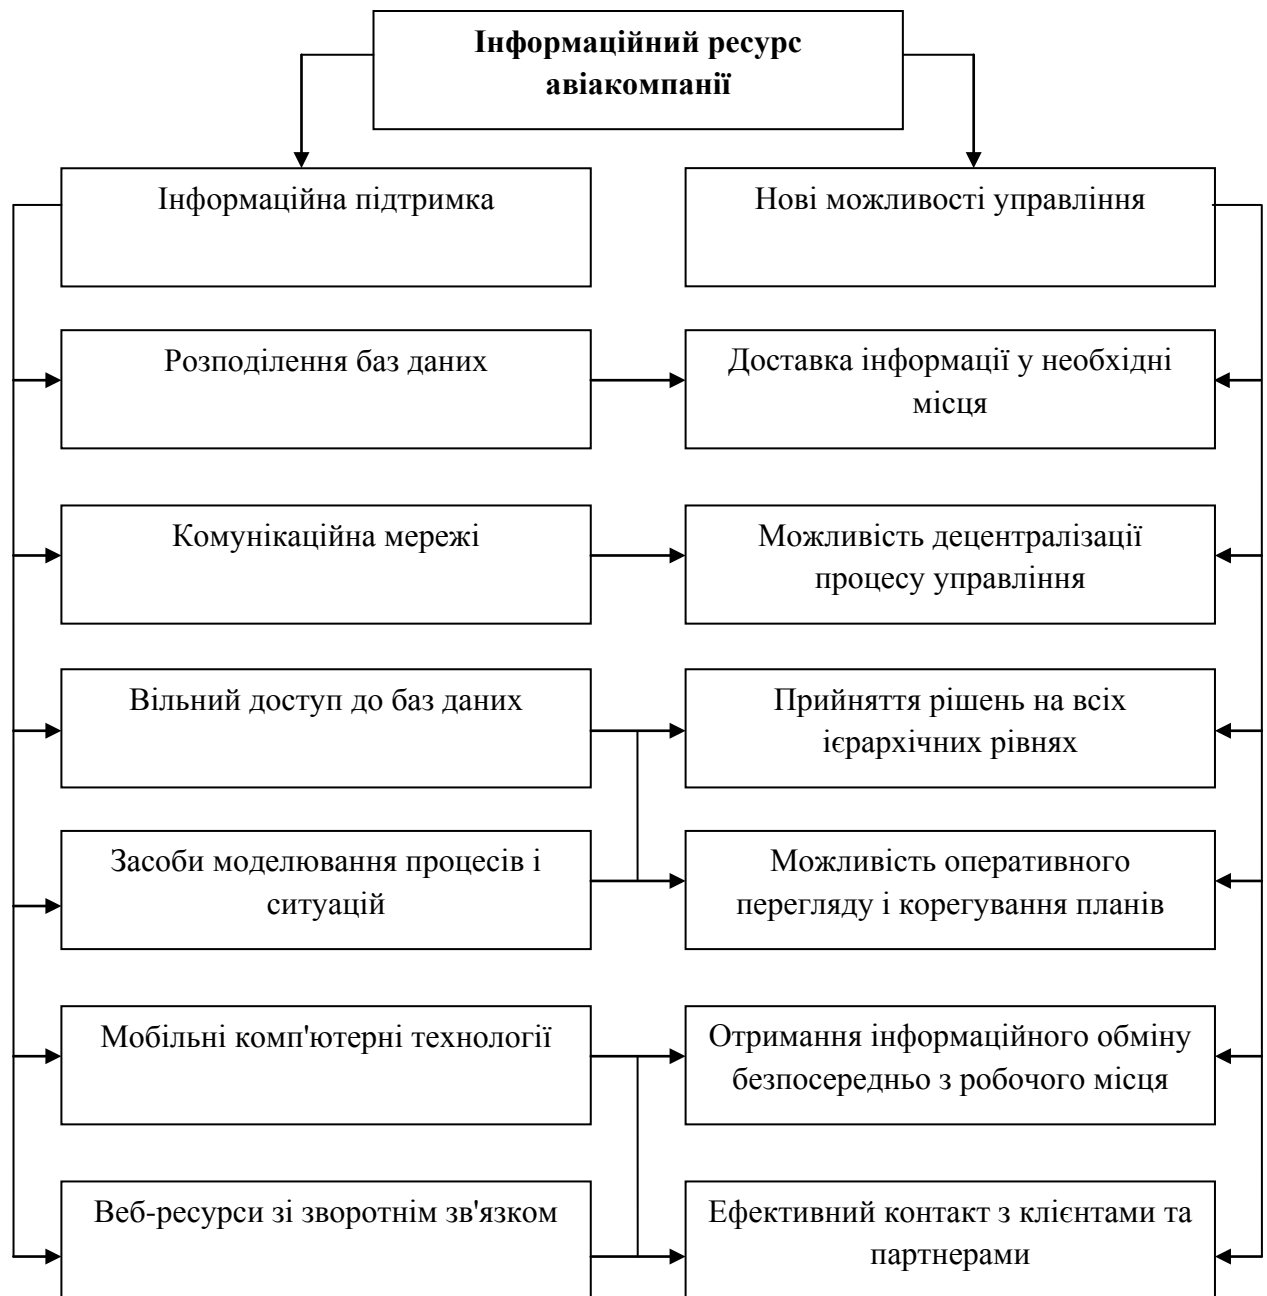 Інформаційний ресурс
авіакомпанії
Інформаційна підтримка
Нові можливості управління
Розподілення баз даних
Доставка інформації у необхідні
місця
Комунікаційна мережі
Можливість децентралізації
процесу управління
Вільний доступ до баз даних
Прийняття рішень на всіх
ієрархічних рівнях
Засоби моделювання процесів і
ситуацій
Можливість оперативного
перегляду і корегування планів
Мобільні комп'ютерні технології
Отримання інформаційного обміну
безпосередньо з робочого місця
Веб-ресурси зі зворотнім зв'язком
Ефективний контакт з клієнтами та
партнерами